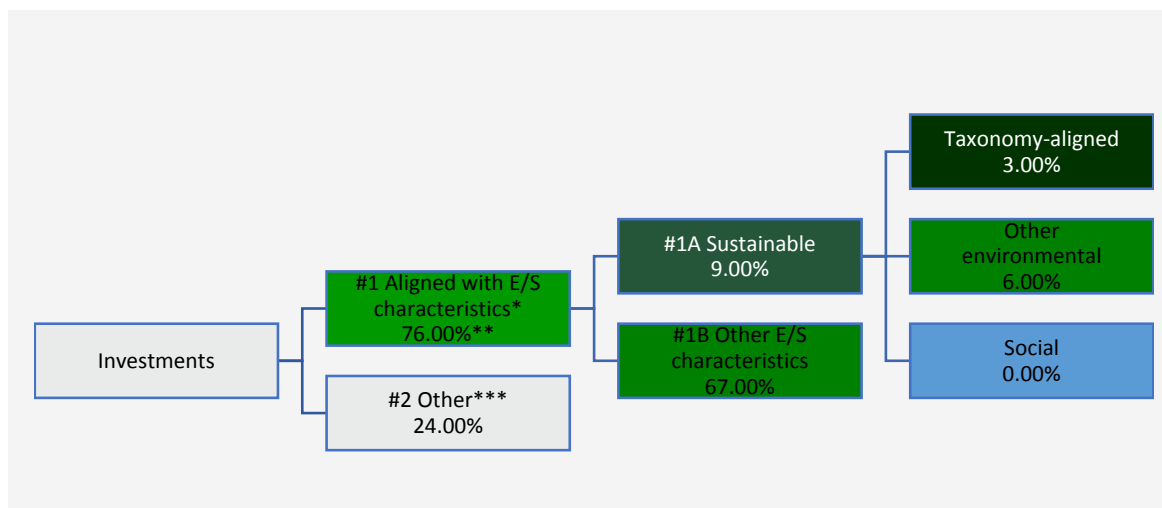 Investments
#1 Aligned with E/S
characteristics*
76.00%**
#2 Other***
24.00%
#1A Sustainable
9.00%
#1B Other E/S
characteristics
67.00%
Taxonomy-aligned
3.00%
Other
environmental
6.00%
Social
0.00%